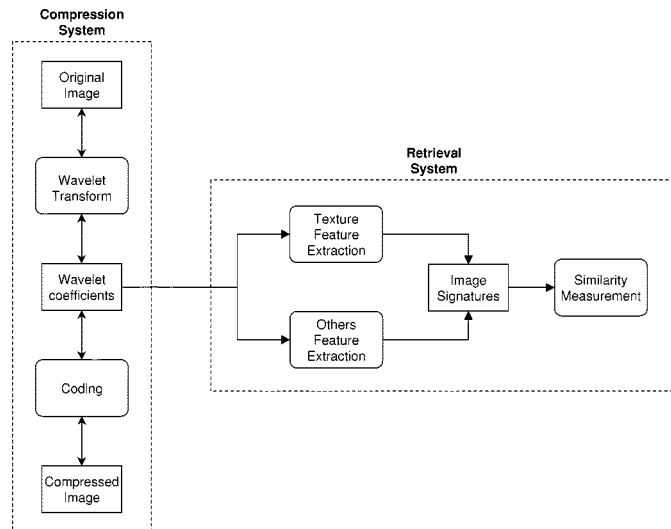 Compression
System
Original
Image
Wavelet
Transform
Wavelet
coefficients
Coding
Compressed
Image
Retrieval
System
Texture
Feature
Extraction
Others
Feature
Extraction
Image
Signatures
Similarity
Measurement